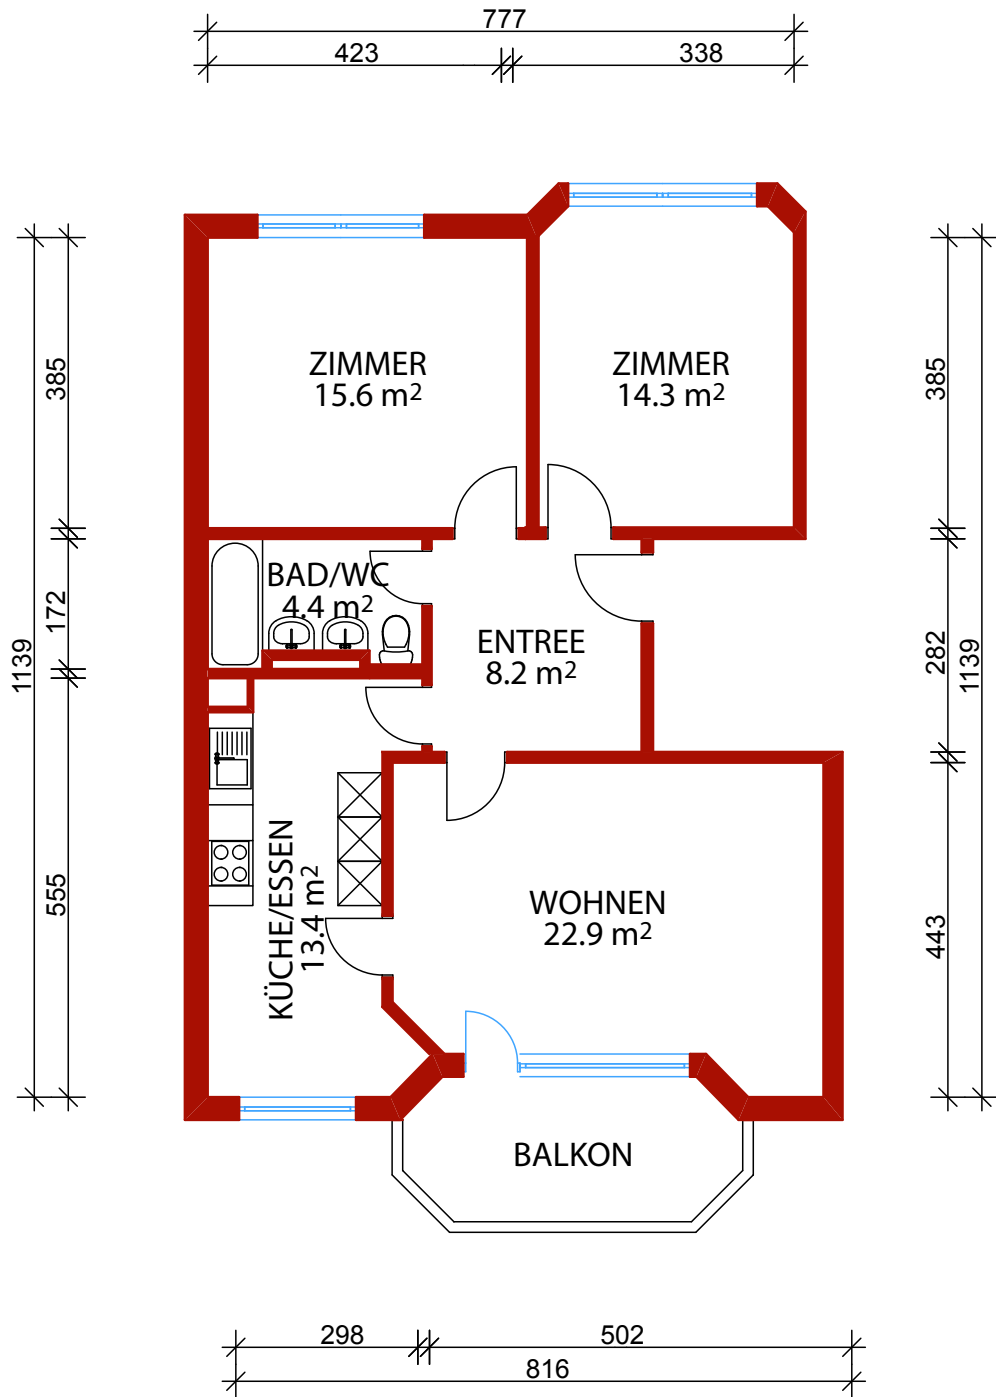 777
423
338
ZIMMER
15.6 m²
ZIMMER
14.3 m²
385
385
BAD/WC
4.4 m²
172
ENTREE
8.2 m²
282
1139
1139
KÜCHE/ESSEN
13.4 m²
555
WOHNEN
22.9 m²
443
BALKON
298
502
816